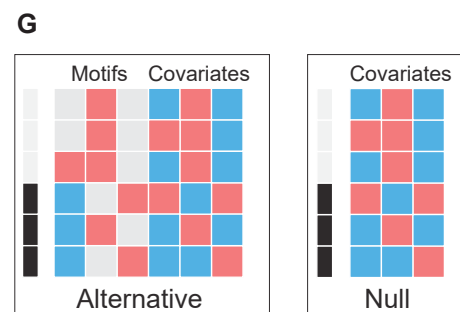 G
Motifs Covariates
Alternative
Covariates
Null